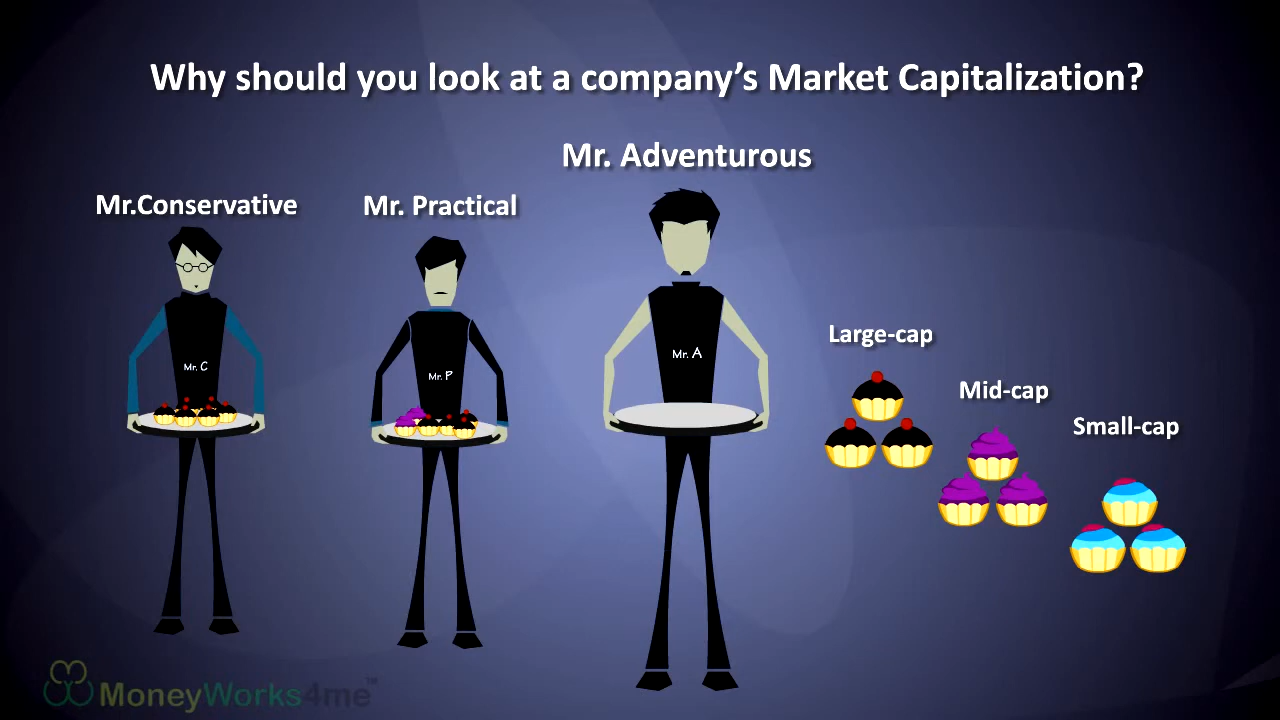 Why should you look at a company's Market Capitalization?
Mr. Adventurous
Mr.Conservative
Mr. Practical
Large-cap
Mid-cap
Small-cap
Mr. C
Mr. P
Mr. A
MoneyWorks4me™